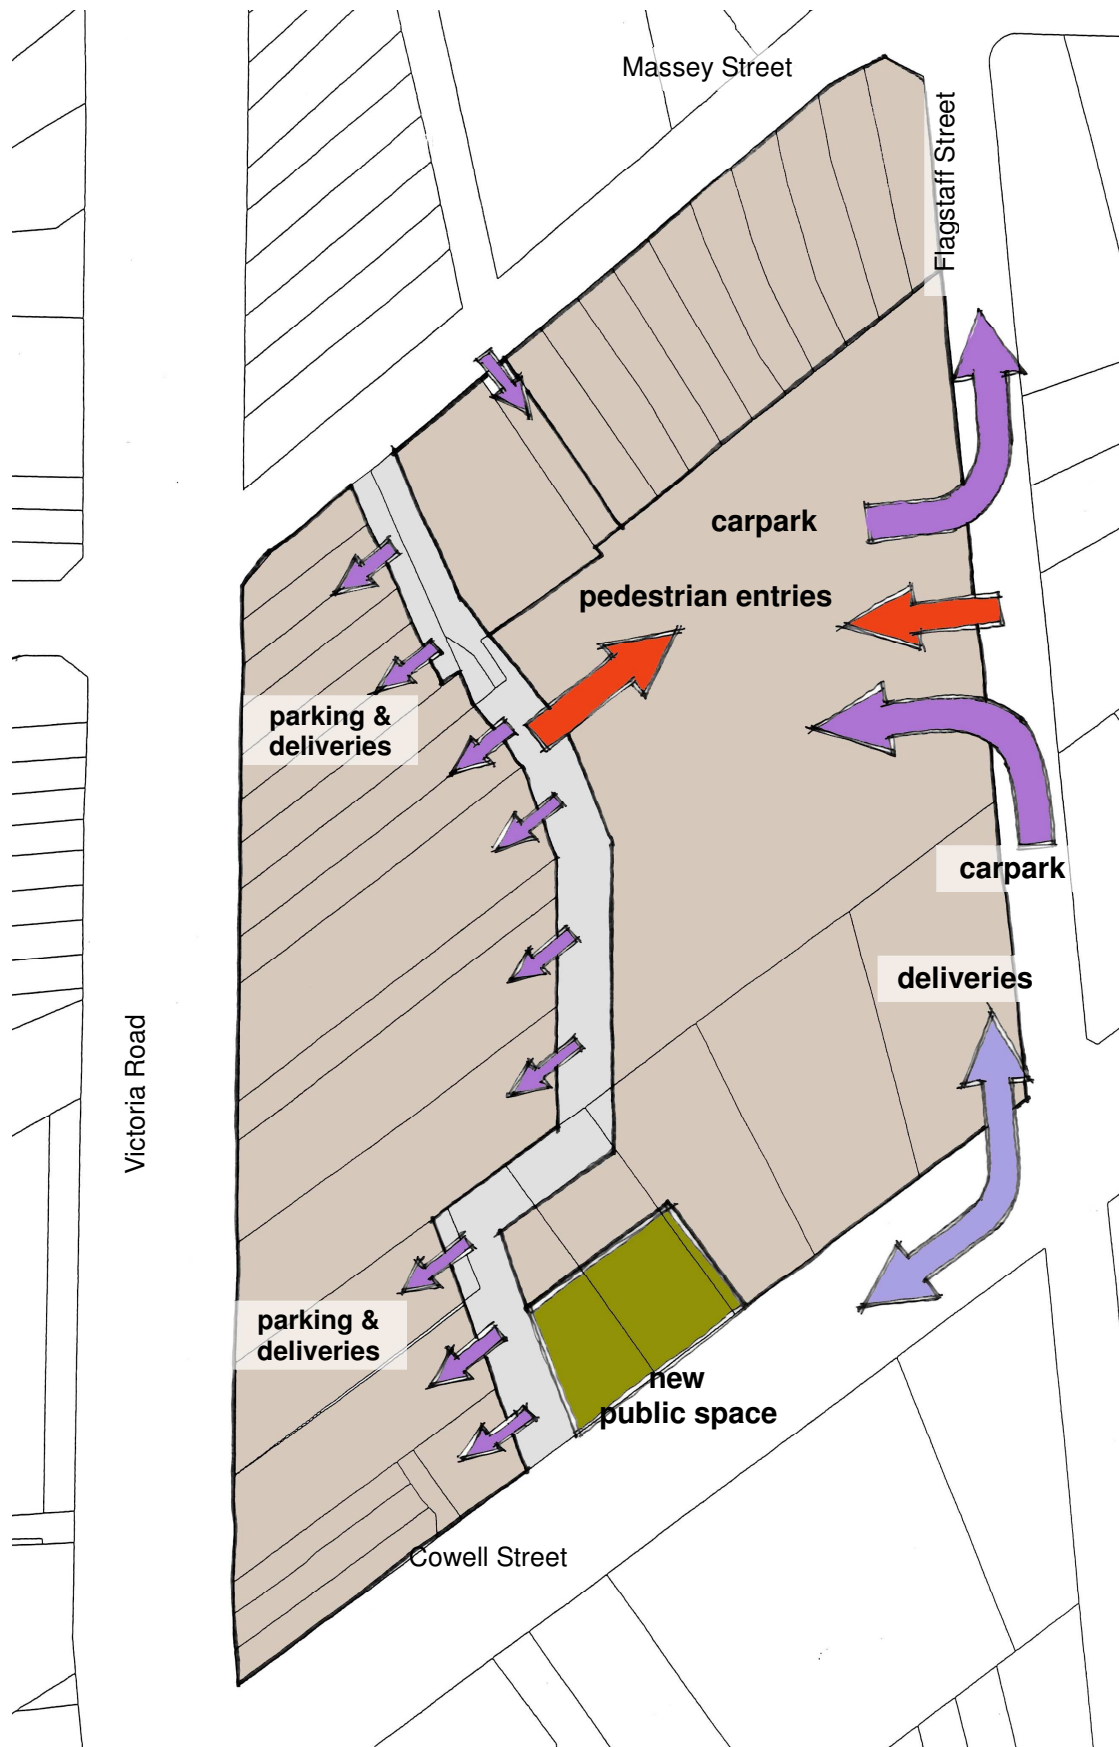 Massey Street
Flagstaff Street
carpark
pedestrian entries
parking &
deliveries
carpark
deliveries
Victoria Road
parking &
deliveries
new
public space
Cowell Street